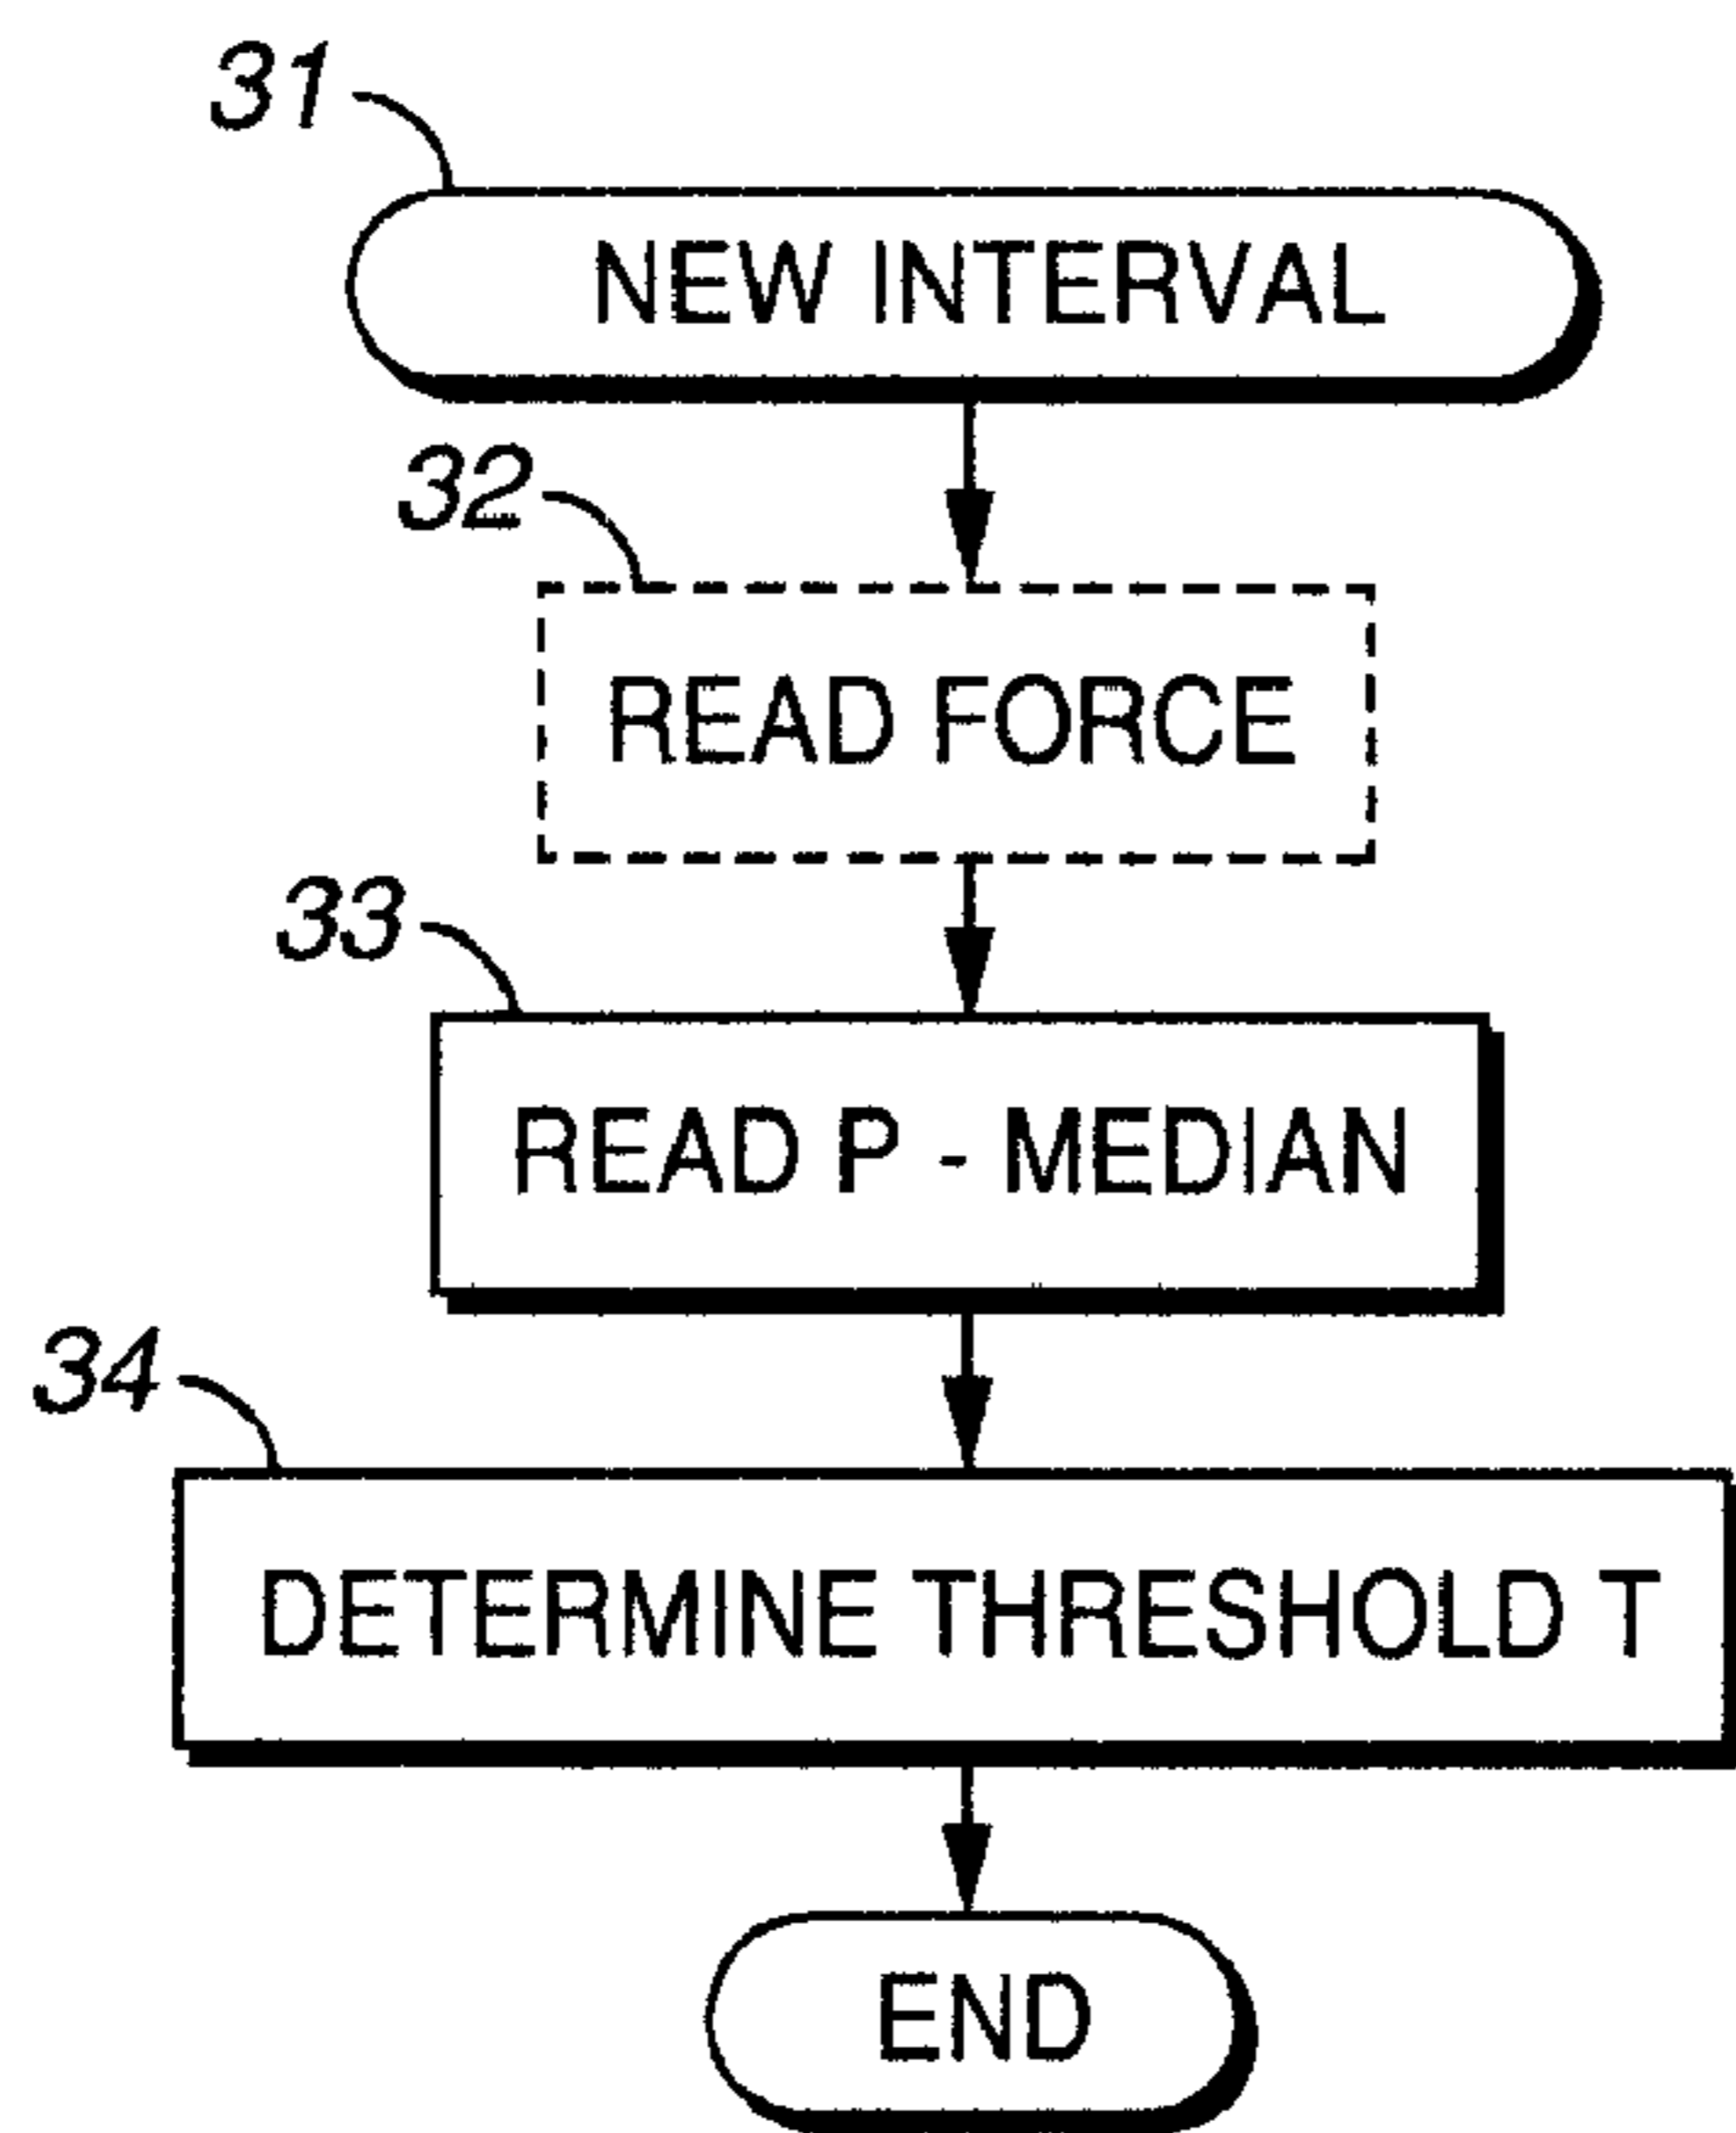 31
NEW INTERVAL
32
READ FORCE
33
READ P - MEDIAN
34
DETERMINE THRESHOLD T
END